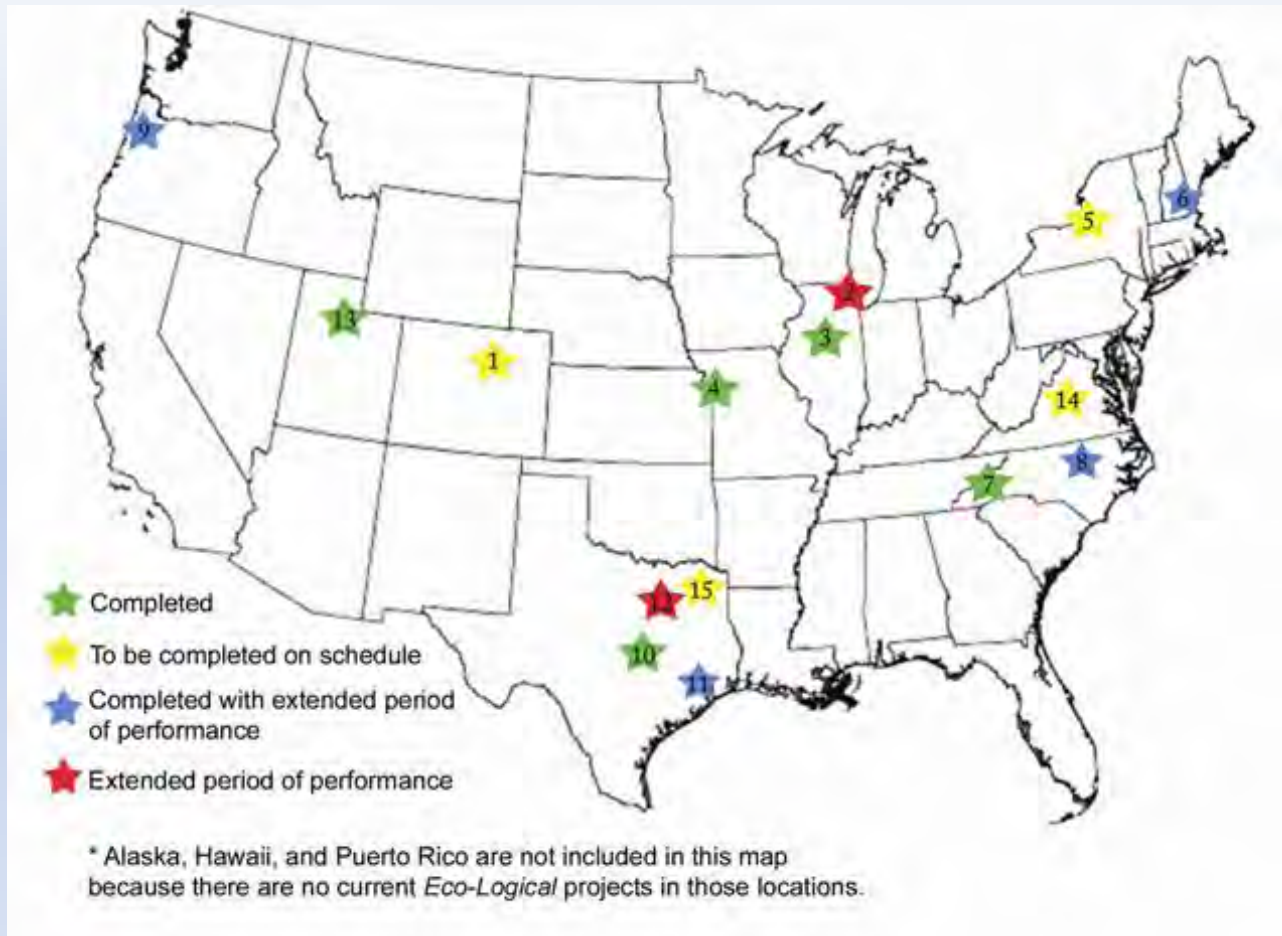 9
6
5
2
13
3
1
4
14
8
7
15
12
10
11
Completed
To be completed on schedule
Completed with extended period
of performance
Extended period of performance
* Alaska, Hawaii, and Puerto Rico are not included in this map
because there are no current Eco-Logical projects in those locations.